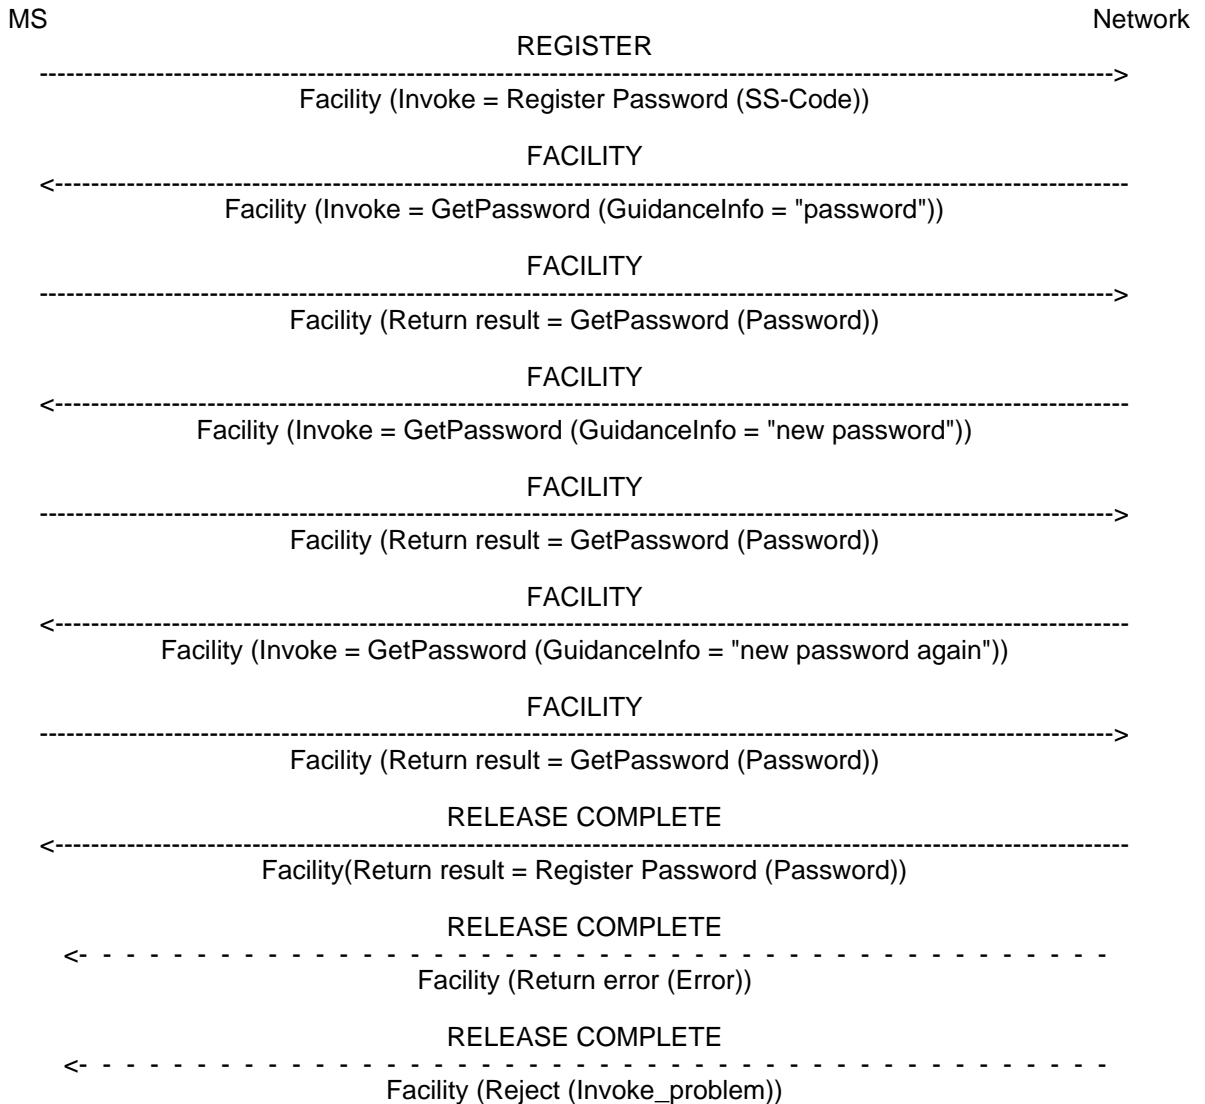 MS Network
REGISTER
------------------------------------------------------------------------------------------------------------------------>
Facility (Invoke = Register Password (SS-Code))
FACILITY
<------------------------------------------------------------------------------------------------------------------------
Facility (Invoke = GetPassword (GuidanceInfo = "password"))
FACILITY
------------------------------------------------------------------------------------------------------------------------>
Facility (Return result = GetPassword (Password))
FACILITY
<------------------------------------------------------------------------------------------------------------------------
Facility (Invoke = GetPassword (GuidanceInfo = "new password"))
FACILITY
------------------------------------------------------------------------------------------------------------------------>
Facility (Return result = GetPassword (Password))
FACILITY
<------------------------------------------------------------------------------------------------------------------------
Facility (Invoke = GetPassword (GuidanceInfo = "new password again"))
FACILITY
------------------------------------------------------------------------------------------------------------------------>
Facility (Return result = GetPassword (Password))
RELEASE COMPLETE
<------------------------------------------------------------------------------------------------------------------------
Facility(Return result = Register Password (Password))
RELEASE COMPLETE
<- - - - - - - - - - - - - - - - - - - - - - - - - - - - - - - - - - - - - - - - - - - -
Facility (Return error (Error))
RELEASE COMPLETE
<- - - - - - - - - - - - - - - - - - - - - - - - - - - - - - - - - - - - - - - - - - - -
Facility (Reject (Invoke_problem))